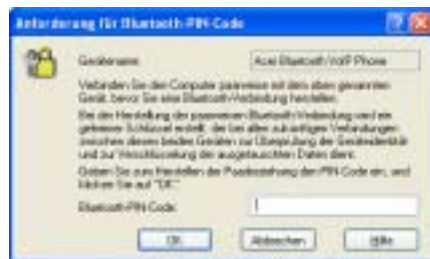 Anforderung für Bluetooth-PIN-Code
Gerätename: Acer Bluetooth VoIP Phone
Verbinden Sie den Computer paarweise mit dem oben genannten
Gerät, bevor Sie eine Bluetooth-Verbindung herstellen.
Bei der Herstellung der paarweisen Bluetooth-Verbindung wird ein
geheimer Schlüssel erstellt, der bei allen zukünftigen Verbindungen
zwischen diesen beiden Geräten zur Überprüfung der Geräteidentität
und zur Verschlüsselung der ausgetauschten Daten dient.
Geben Sie zum Herstellen der Paarbeziehung den PIN-Code ein, und
klicken Sie auf "OK"
Bluetooth-PIN-Code:
OK Abbrechen Hilfe